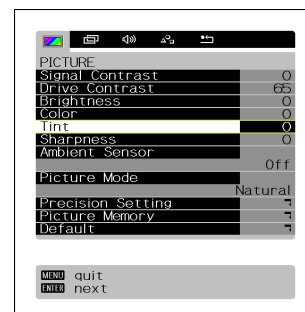 PICTURE
Signal Contrast 0
Drive Contrast 65
Brightness 0
Color 0
Tint 0
Sharpness 0
Ambient Sensor
Off
Picture Mode
Natural
Precision Setting
Picture Memory
Default
MENU quit
ENTER next